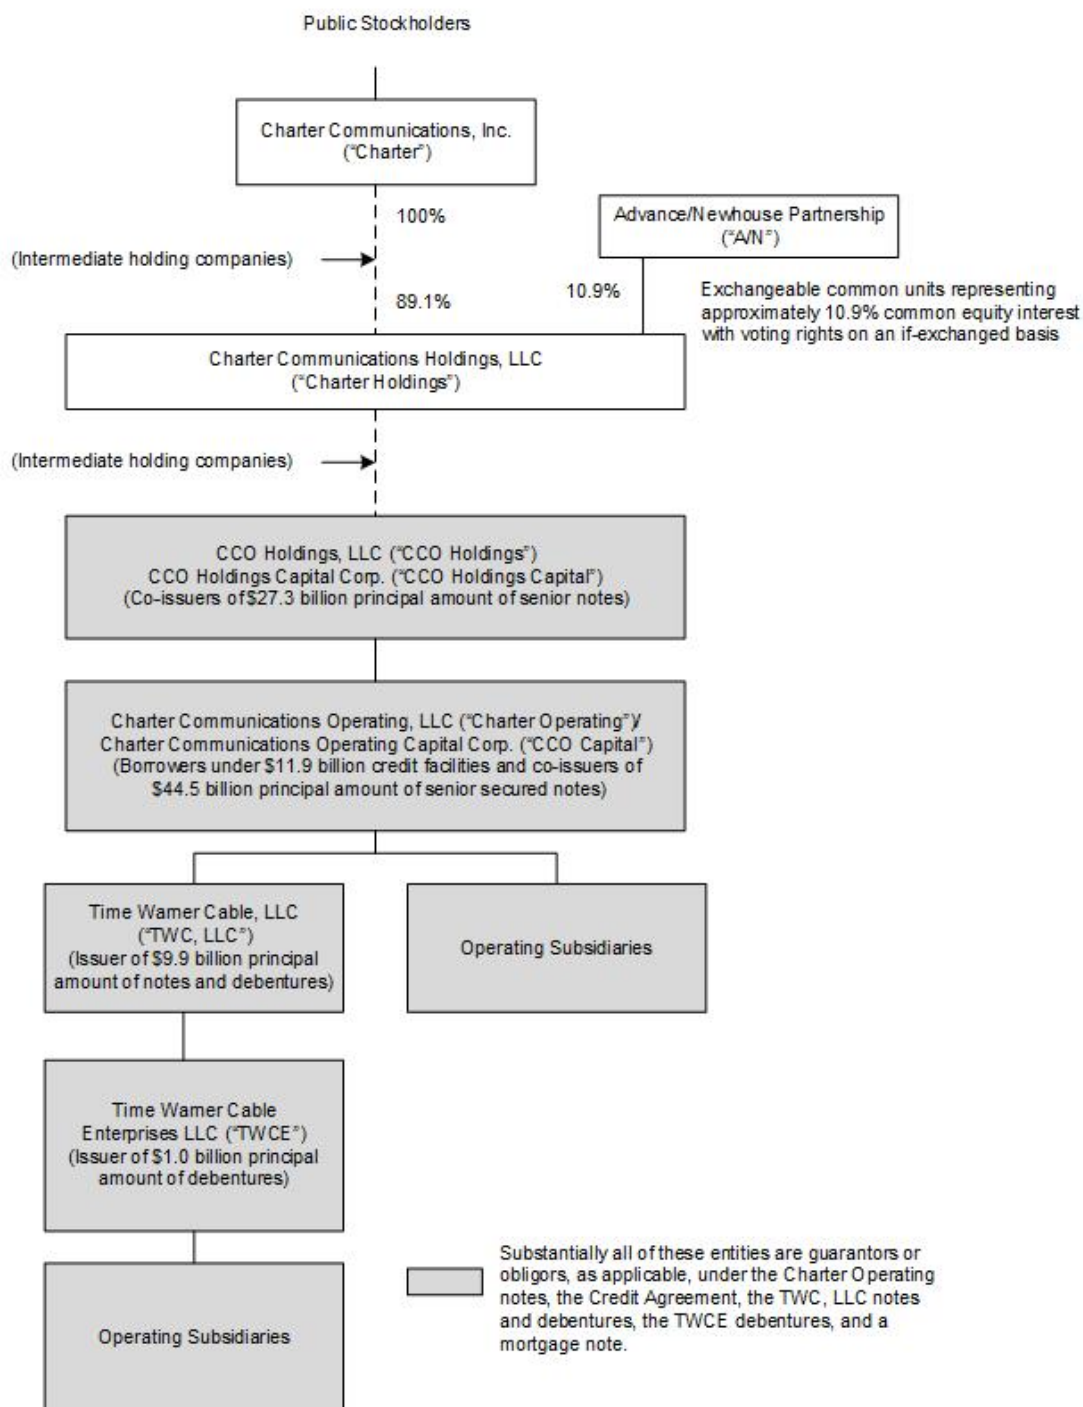 Public Stockholders
Charter Communications, Inc.
("Charter")
100%
Advance/Newhouse Partnership
("A/N")
(Intermediate holding companies)
89.1%
10.9%
Exchangeable common units representing
approximately 10.9% common equity interest
with voting rights on an if-exchanged basis
Charter Communications Holdings, LLC
("Charter Holdings")
(Intermediate holding companies)
CCO Holdings, LLC ("CCO Holdings")
CCO Holdings Capital Corp. ("CCO Holdings Capital")
(Co-issuers of $27.3 billion principal amount of senior notes)
Charter Communications Operating, LLC ("Charter Operating")/
Charter Communications Operating Capital Corp. ("CCO Capital")
(Borrowers under $11.9 billion credit facilities and co-issuers of
$44.5 billion principal amount of senior secured notes)
Time Warner Cable, LLC
("TWC, LLC")
(Issuer of $9.9 billion principal
amount of notes and debentures)
Operating Subsidiaries
Time Warner Cable
Enterprises LLC ("TWCE")
(Issuer of $1.0 billion principal
amount of debentures)
Substantially all of these entities are guarantors or
obligors, as applicable, under the Charter Operating
notes, the Credit Agreement, the TWC, LLC notes
and debentures, the TWCE debentures, and a
mortgage note.
Operating Subsidiaries